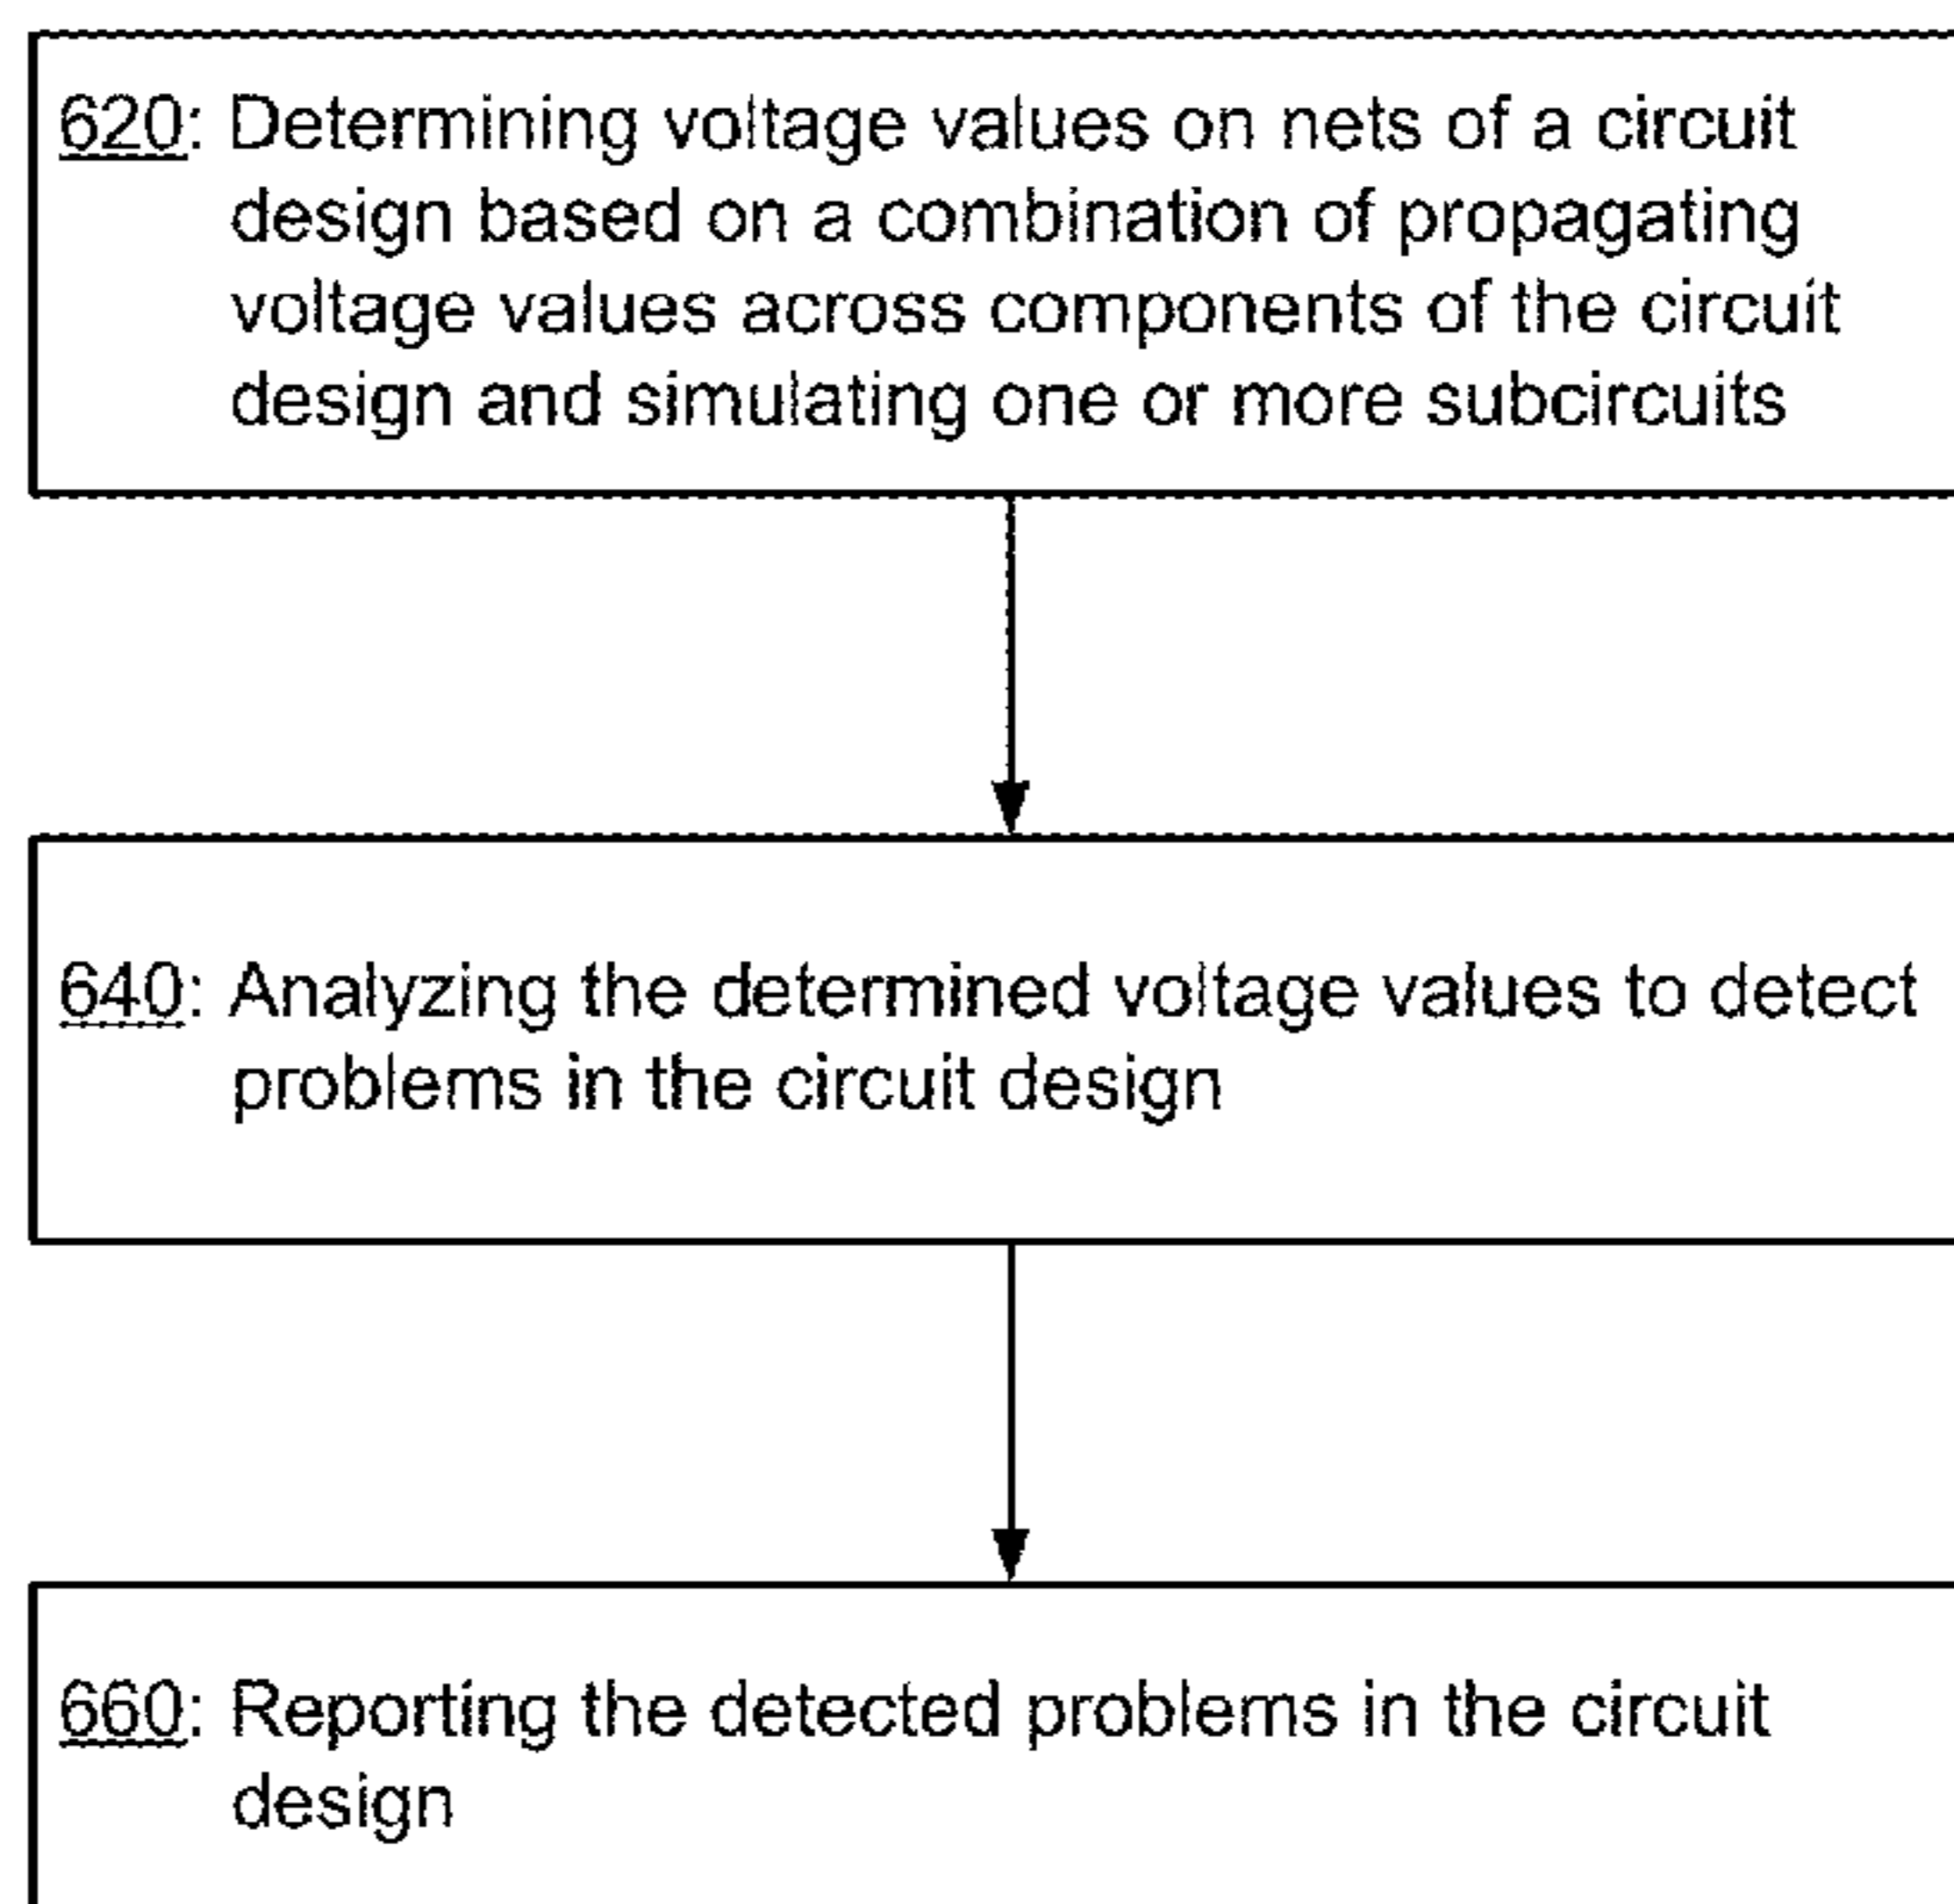 620: Determining voltage values on nets of a circuit
design based on a combination of propagating
voltage values across components of the circuit
design and simulating one or more subcircuits
640: Analyzing the determined voltage values to detect
problems in the circuit design
660: Reporting the detected problems in the circuit
design